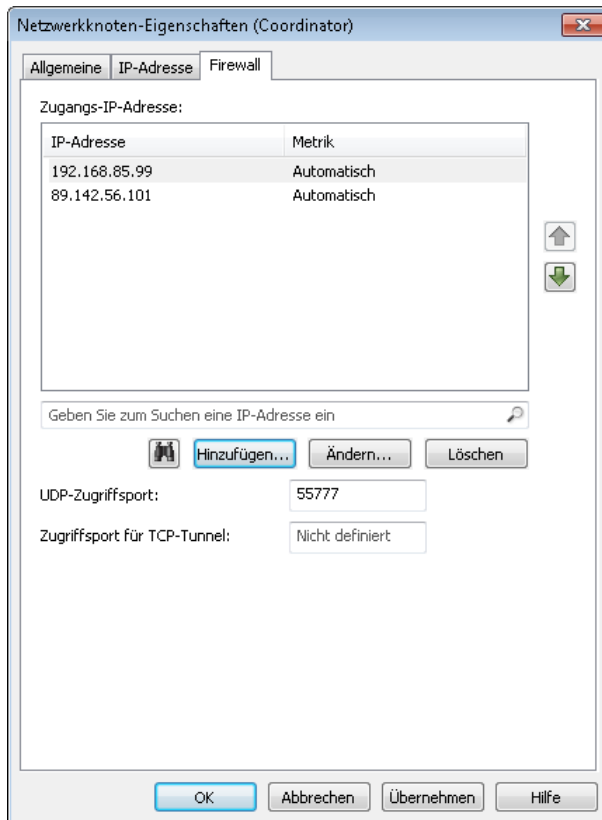 Netzwerkknoten-Eigenschaften (Coordinator)
Allgemeine IP-Adresse Firewall
Zugangs-IP-Adresse:
IP-Adresse Metrik
192.168.85.99 Automatisch
89.142.56.101 Automatisch
Geben Sie zum Suchen eine IP-Adresse ein
Hinzufügen... Ändern... Löschen
UDP-Zugriffsport: 55777
Zugriffsport für TCP-Tunnel: Nicht definiert
OK Abbrechen Übernehmen Hilfe